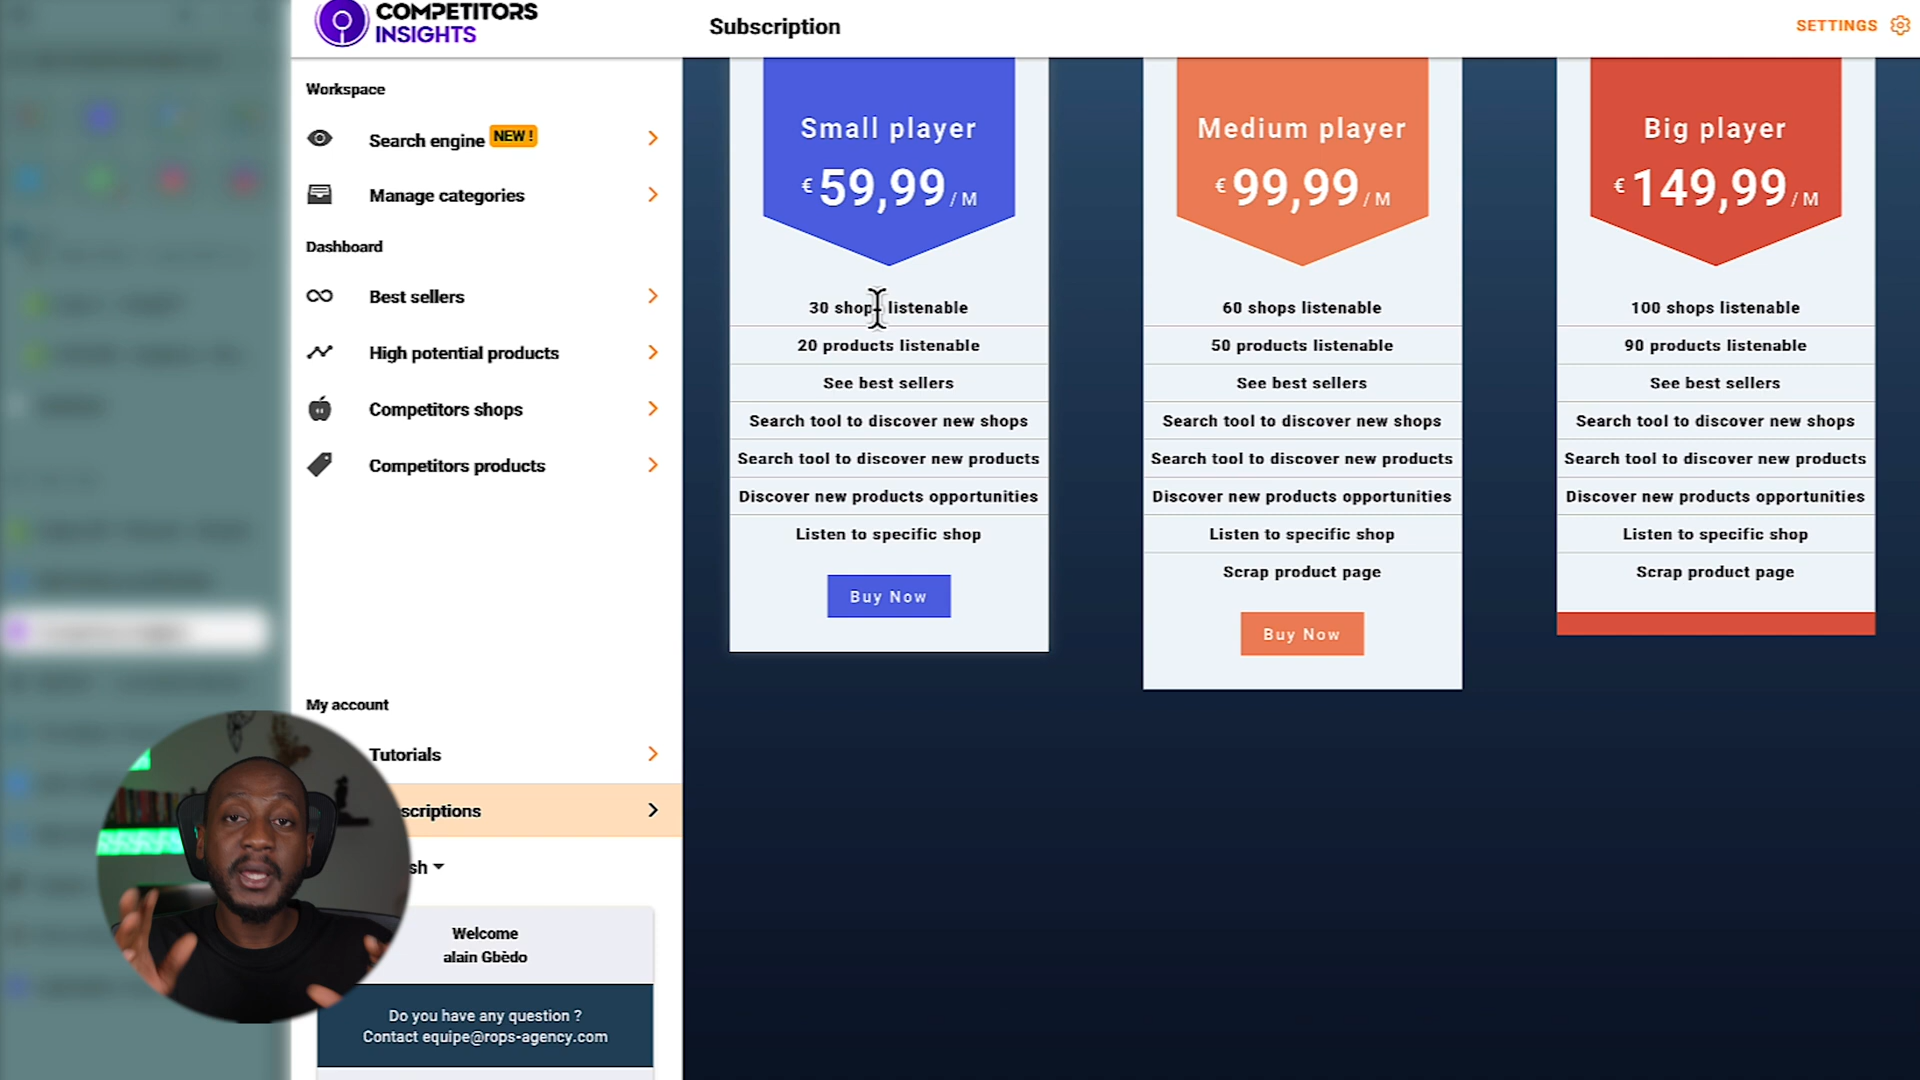 COMPETITORS
INSIGHTS
Subscription
SETTINGS
Workspace
Search engine NEW !
Manage categories
Dashboard
Best sellers
High potential products
Competitors shops
Competitors products
My account
Tutorials
scriptions
sh
Welcome
alain Gbèdo
Do you have any question ?
Contact equipe@rops-agency.com
Small player
€ 59,99 / M
30 shops listenable
20 products listenable
See best sellers
Search tool to discover new shops
Search tool to discover new products
Discover new products opportunities
Listen to specific shop
Buy Now
Medium player
€ 99,99 / M
60 shops listenable
50 products listenable
See best sellers
Search tool to discover new shops
Search tool to discover new products
Discover new products opportunities
Listen to specific shop
Scrap product page
Buy Now
Big player
€ 149,99 / M
100 shops listenable
90 products listenable
See best sellers
Search tool to discover new shops
Search tool to discover new products
Discover new products opportunities
Listen to specific shop
Scrap product page